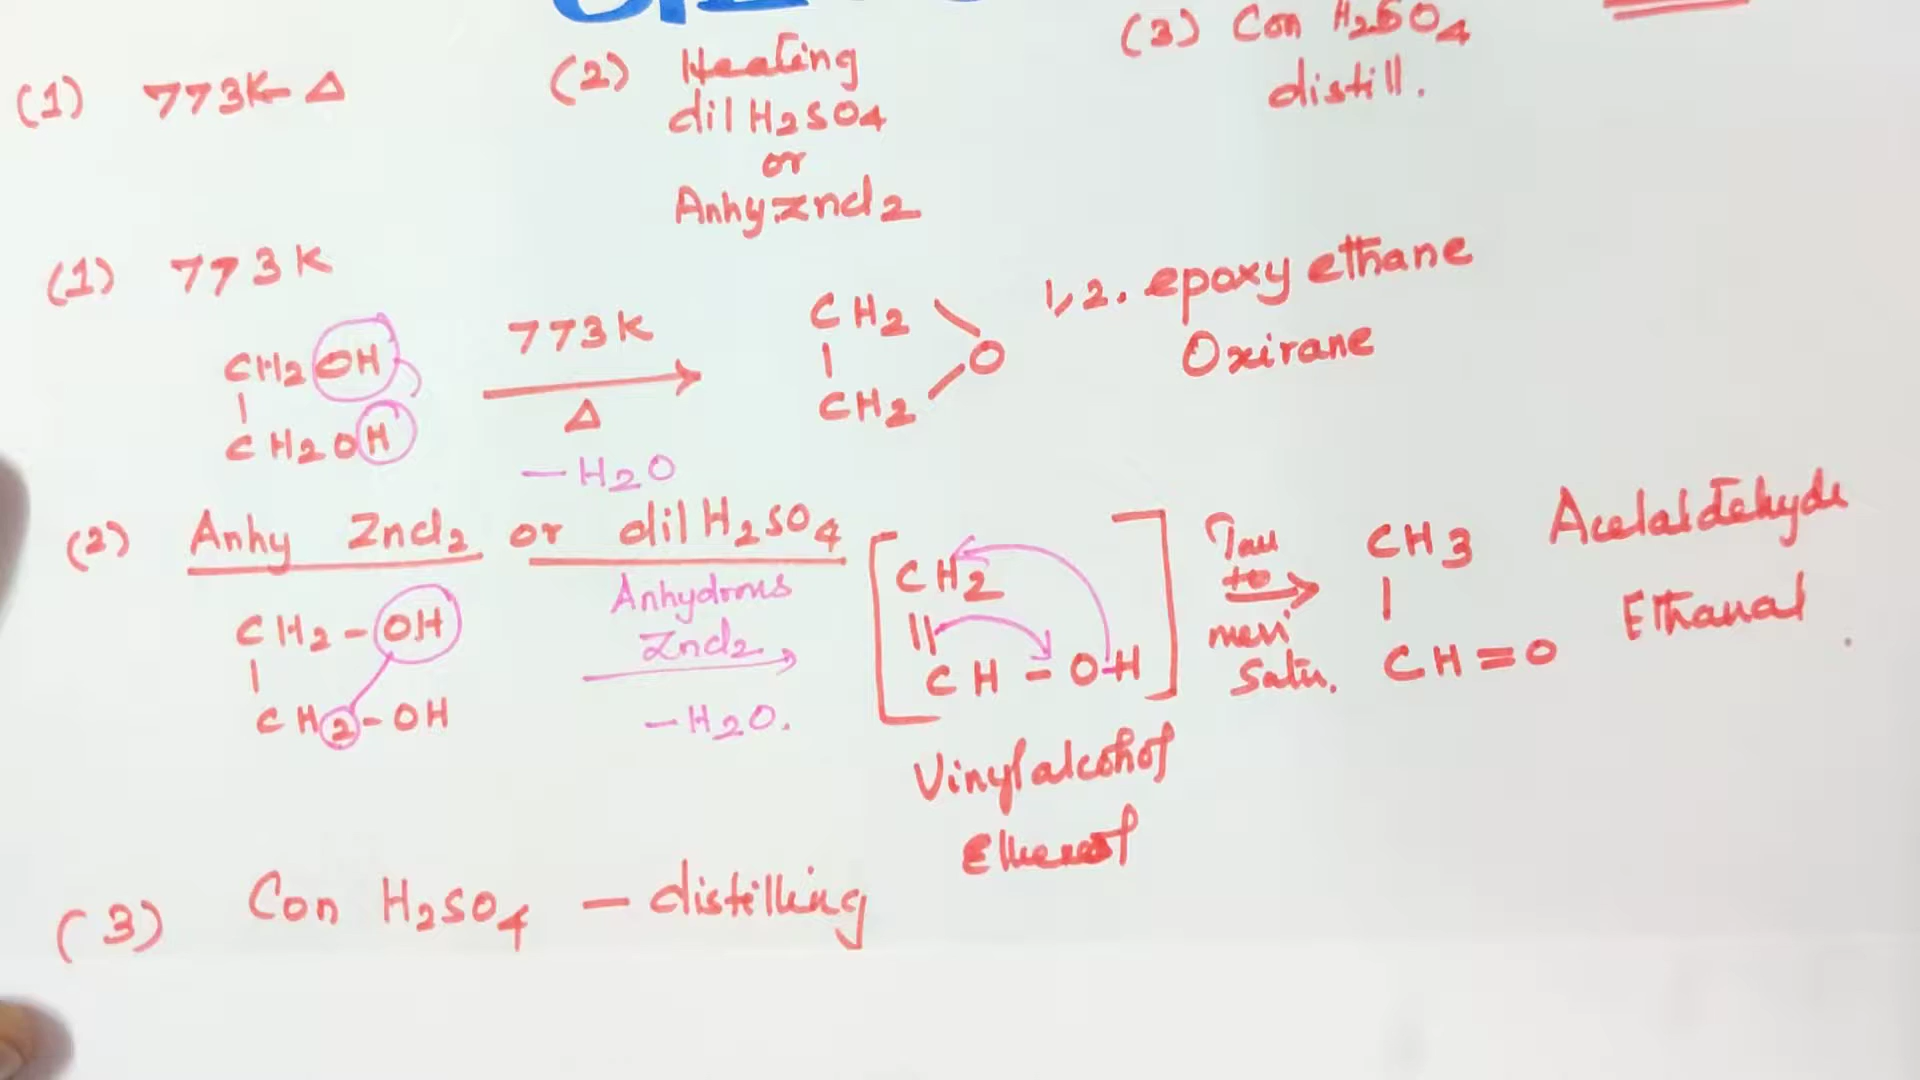 (1) 773K Δ
(2) Heating
dil H2SO4
or
Anhy ZnCl2
(3) Con H2SO4
distill.
(1) 773K
CH2OH
|
CH2OH
773K
Δ
—H2O
CH2
|
CH2
O
1,2. epoxy ethane
Oxirane
(2) Anhy ZnCl2 or dil H2SO4
CH2-OH
|
CH2-OH
Anhydrous
ZnCl2
—H2O.
CH2
||
CH-OH
Vinyl alcohol
Tau
to
meri
satn.
CH3
|
CH=O
Acelaldehyde
Ethanal
(3) Con H2SO4 — distilling